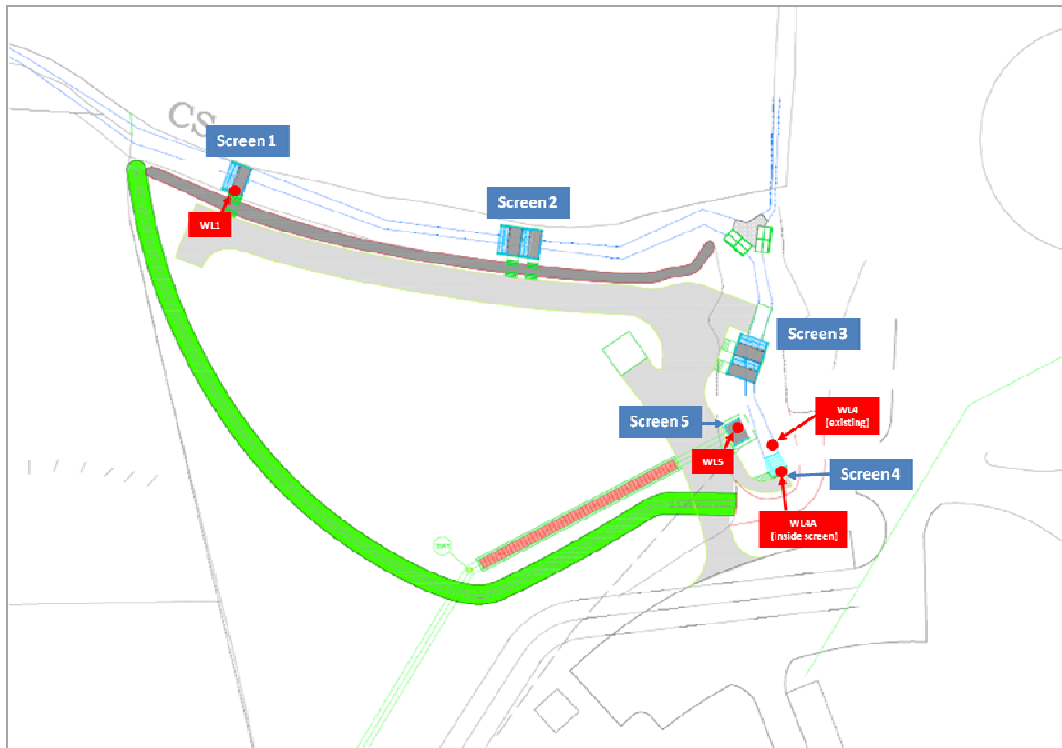 CS
Screen 1
WL1
Screen 2
Screen 3
WL4
[existing]
Screen 5
WL5
Screen 4
WL4A
[inside screen]